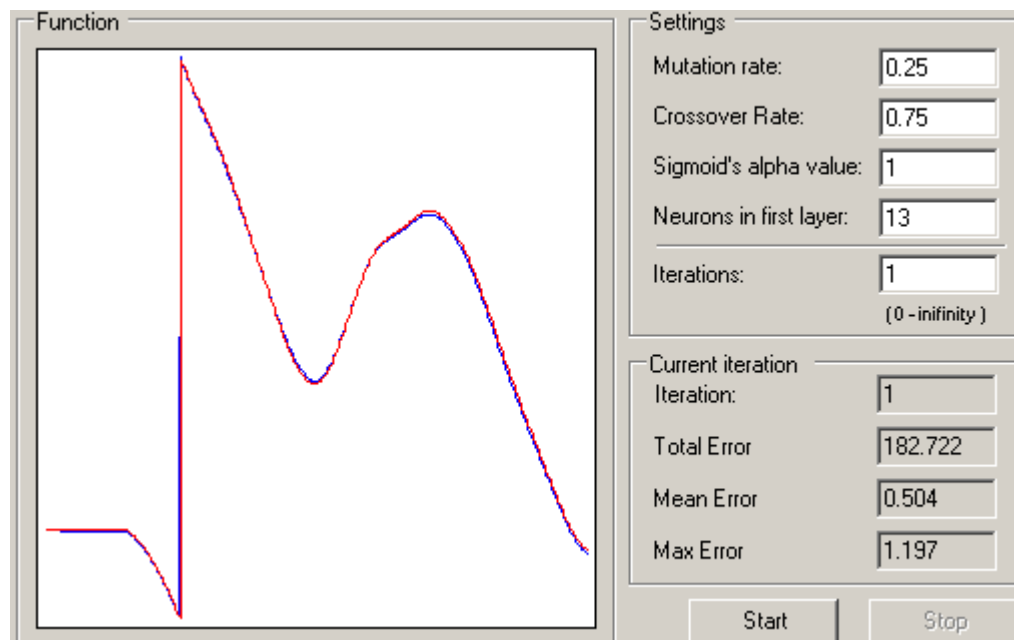 Function
Settings
Mutation rate: 0.25
Crossover Rate: 0.75
Sigmoid's alpha value: 1
Neurons in first layer: 13
Iterations: 1
( 0 - inifinity )
Current iteration
Iteration: 1
Total Error 182.722
Mean Error 0.504
Max Error 1.197
Start Stop